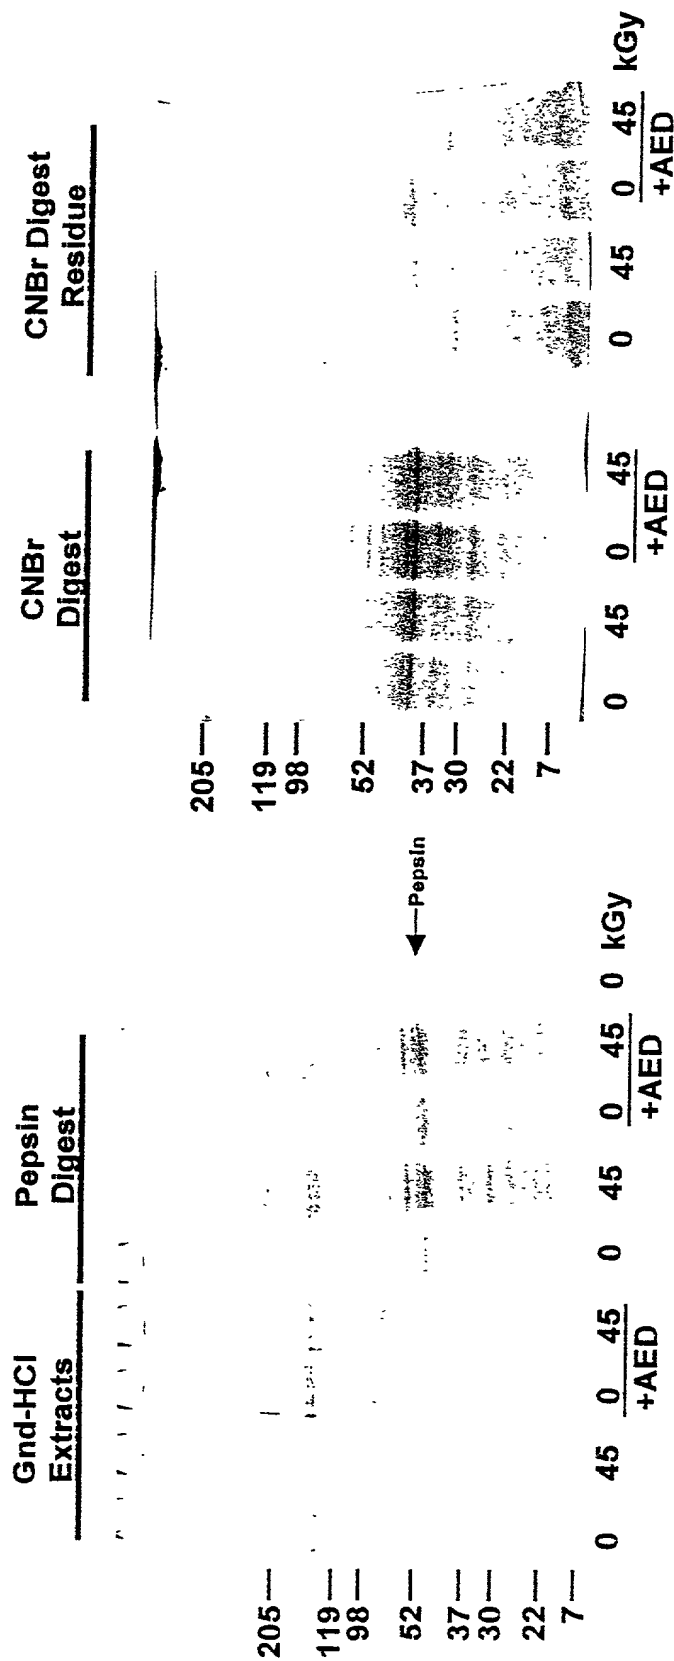 Gnd-HCl
Extracts
Pepsin
Digest
205
119
98
52
37
30
22
7
Pepsin
0 45 0 45 0 45 0 45 0 kGy
+AED +AED
CNBr
Digest
CNBr Digest
Residue
205
119
98
52
37
30
22
7
0 45 0 45 0 45 0 45 kGy
+AED +AED